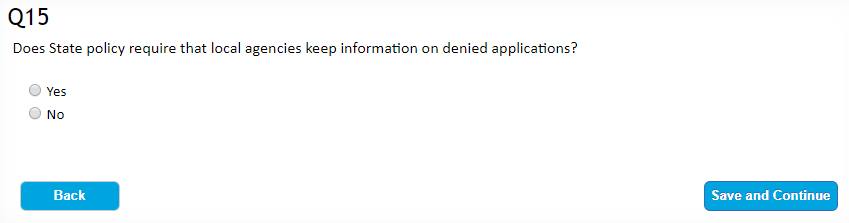 Q15
Does State policy require that local agencies keep information on denied applications?
Yes
No
Back
Save and Continue